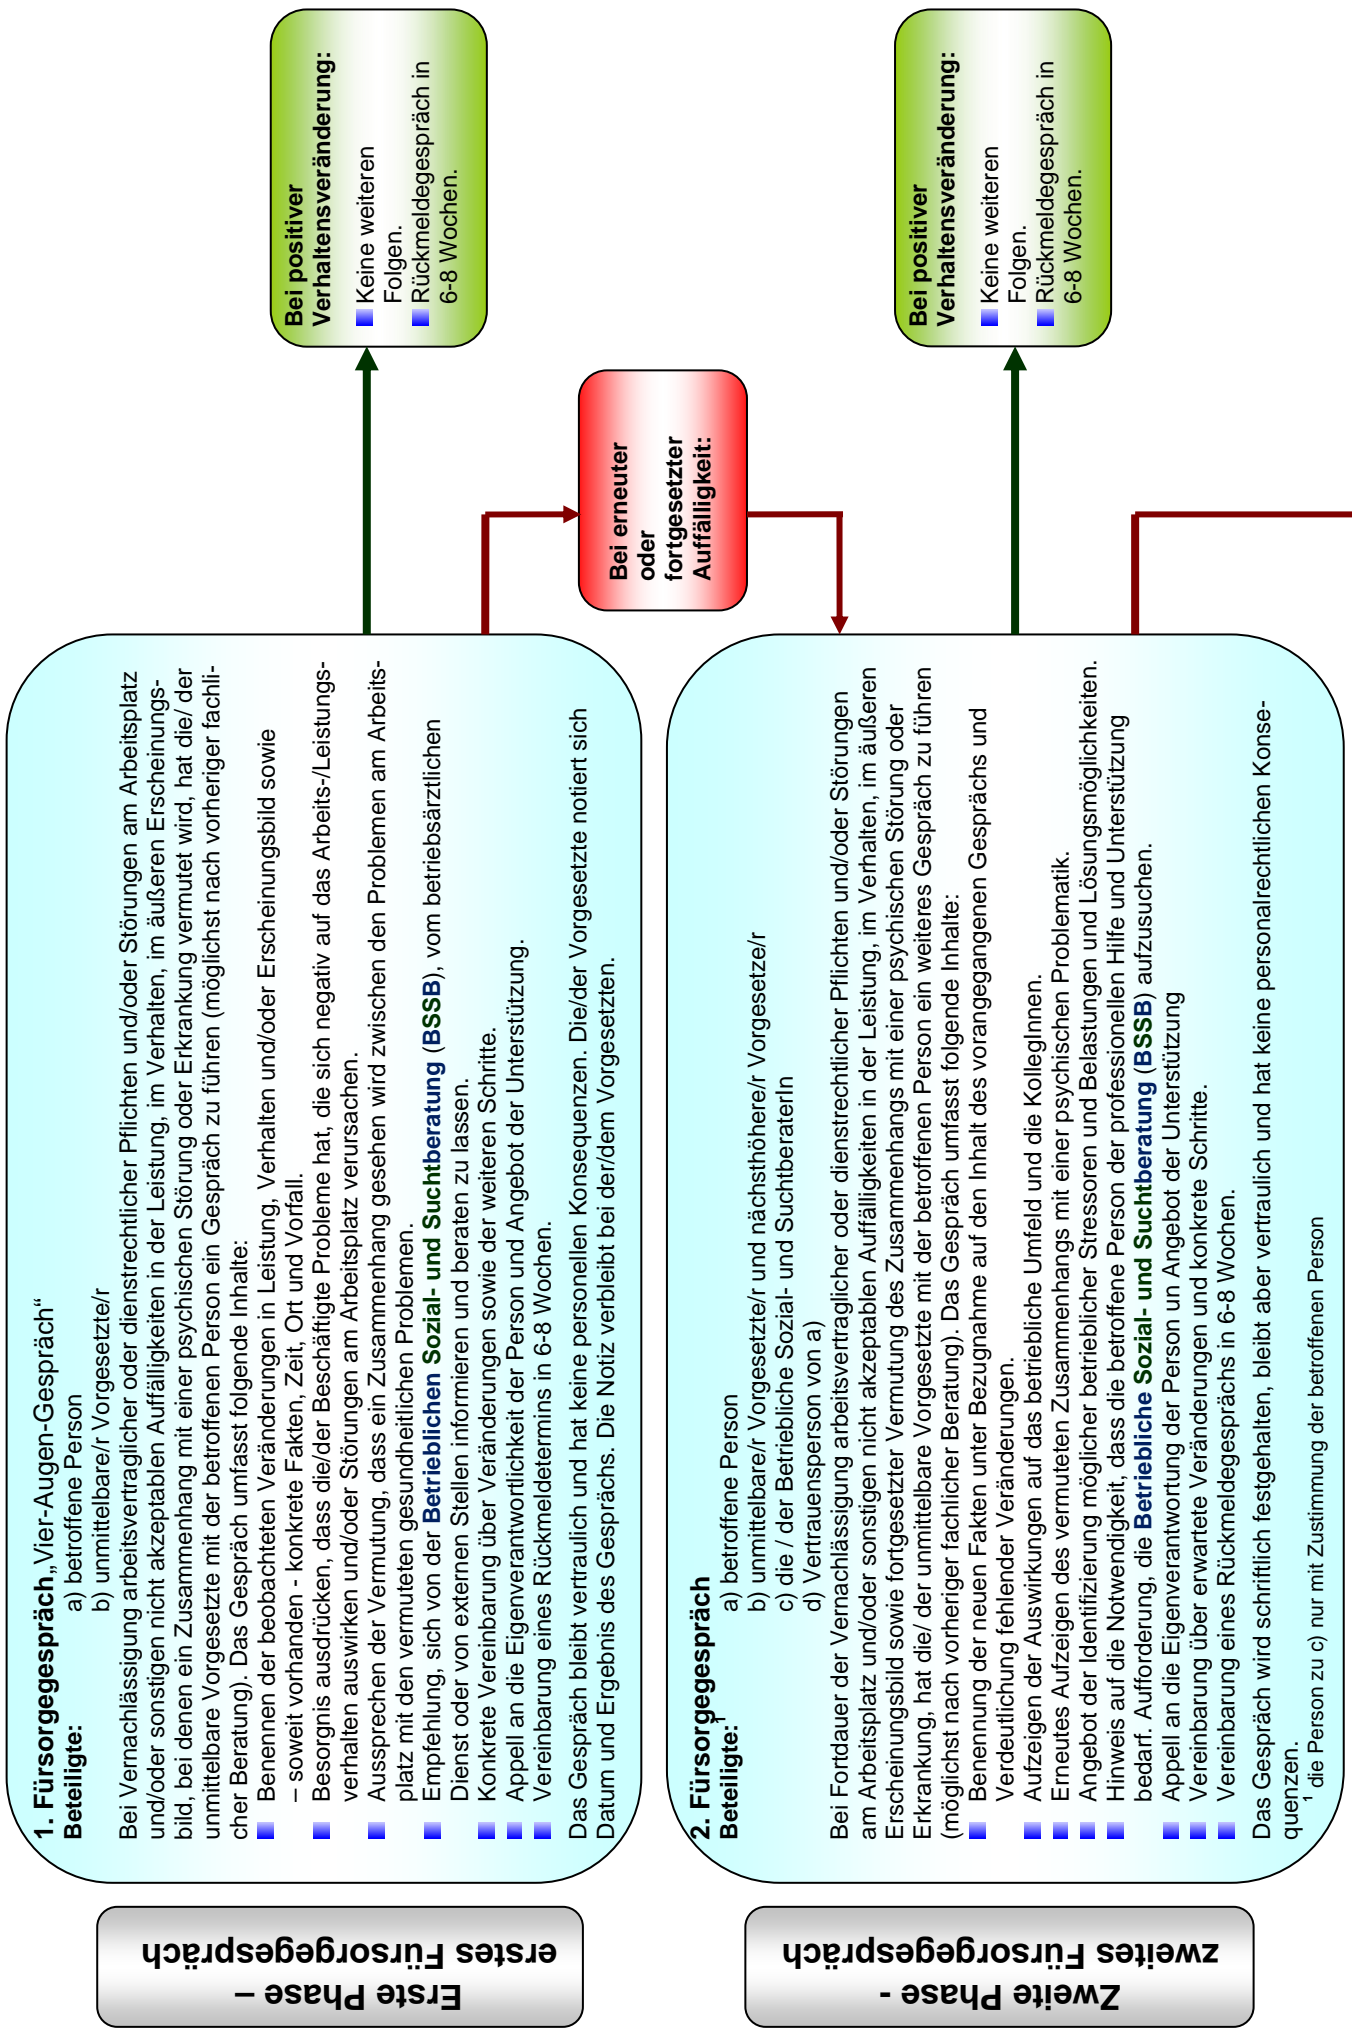 Erste Phase –
erstes Fürsorgegespräch
1. Fürsorgegespräch „Vier-Augen-Gespräch“
Beteiligte:
a) betroffene Person
b) unmittelbare/r Vorgesetzte/r
Bei Vernachlässigung arbeitsvertraglicher oder dienstrechtlicher Pflichten und/oder Störungen am Arbeitsplatz
und/oder sonstigen nicht akzeptablen Auffälligkeiten in der Leistung, im Verhalten, im äußeren Erscheinungs-
bild, bei denen ein Zusammenhang mit einer psychischen Störung oder Erkrankung vermutet wird, hat die/ der
unmittelbare Vorgesetzte mit der betroffenen Person ein Gespräch zu führen (möglichst nach vorheriger fachli-
cher Beratung). Das Gespräch umfasst folgende Inhalte:
Benennen der beobachteten Veränderungen in Leistung, Verhalten und/oder Erscheinungsbild sowie
– soweit vorhanden - konkrete Fakten, Zeit, Ort und Vorfall.
Besorgnis ausdrücken, dass die/der Beschäftigte Probleme hat, die sich negativ auf das Arbeits-/Leistungs-
verhalten auswirken und/oder Störungen am Arbeitsplatz verursachen.
Aussprechen der Vermutung, dass ein Zusammenhang gesehen wird zwischen den Problemen am Arbeits-
platz mit den vermuteten gesundheitlichen Problemen.
Empfehlung, sich von der Betrieblichen Sozial- und Suchtberatung (BSSB), vom betriebsärztlichen
Dienst oder von externen Stellen informieren und beraten zu lassen.
Konkrete Vereinbarung über Veränderungen sowie der weiteren Schritte.
Appell an die Eigenverantwortlichkeit der Person und Angebot der Unterstützung.
Vereinbarung eines Rückmeldetermins in 6-8 Wochen.
Das Gespräch bleibt vertraulich und hat keine personellen Konsequenzen. Die/der Vorgesetzte notiert sich
Datum und Ergebnis des Gesprächs. Die Notiz verbleibt bei der/dem Vorgesetzten.
Bei positiver
Verhaltensveränderung:
Keine weiteren
Folgen.
Rückmeldegespräch in
6-8 Wochen.
Bei erneuter
oder
fortgesetzter
Auffälligkeit:
Zweite Phase -
zweites Fürsorgegespräch
2. Fürsorgegespräch
Beteiligte:¹
a) betroffene Person
b) unmittelbare/r Vorgesetzte/r und nächsthöhere/r Vorgesetze/r
c) die / der Betriebliche Sozial- und SuchtberaterIn
d) Vertrauensperson von a)
Bei Fortdauer der Vernachlässigung arbeitsvertraglicher oder dienstrechtlicher Pflichten und/oder Störungen
am Arbeitsplatz und/oder sonstigen nicht akzeptablen Auffälligkeiten in der Leistung, im Verhalten, im äußeren
Erscheinungsbild sowie fortgesetzter Vermutung des Zusammenhangs mit einer psychischen Störung oder
Erkrankung, hat die/ der unmittelbare Vorgesetzte mit der betroffenen Person ein weiteres Gespräch zu führen
(möglichst nach vorheriger fachlicher Beratung). Das Gespräch umfasst folgende Inhalte:
Benennung der neuen Fakten unter Bezugnahme auf den Inhalt des vorangegangenen Gesprächs und
Verdeutlichung fehlender Veränderungen.
Aufzeigen der Auswirkungen auf das betriebliche Umfeld und die KollegInnen.
Erneutes Aufzeigen des vermuteten Zusammenhangs mit einer psychischen Problematik.
Angebot der Identifizierung möglicher betrieblicher Stressoren und Belastungen und Lösungsmöglichkeiten.
Hinweis auf die Notwendigkeit, dass die betroffene Person der professionellen Hilfe und Unterstützung
bedarf. Aufforderung, die Betriebliche Sozial- und Suchtberatung (BSSB) aufzusuchen.
Appell an die Eigenverantwortung der Person un Angebot der Unterstützung
Vereinbarung über erwartete Veränderungen und konkrete Schritte.
Vereinbarung eines Rückmeldegesprächs in 6-8 Wochen.
Das Gespräch wird schriftlich festgehalten, bleibt aber vertraulich und hat keine personalrechtlichen Konse-
quenzen.
¹ die Person zu c) nur mit Zustimmung der betroffenen Person
Bei positiver
Verhaltensveränderung:
Keine weiteren
Folgen.
Rückmeldegespräch in
6-8 Wochen.